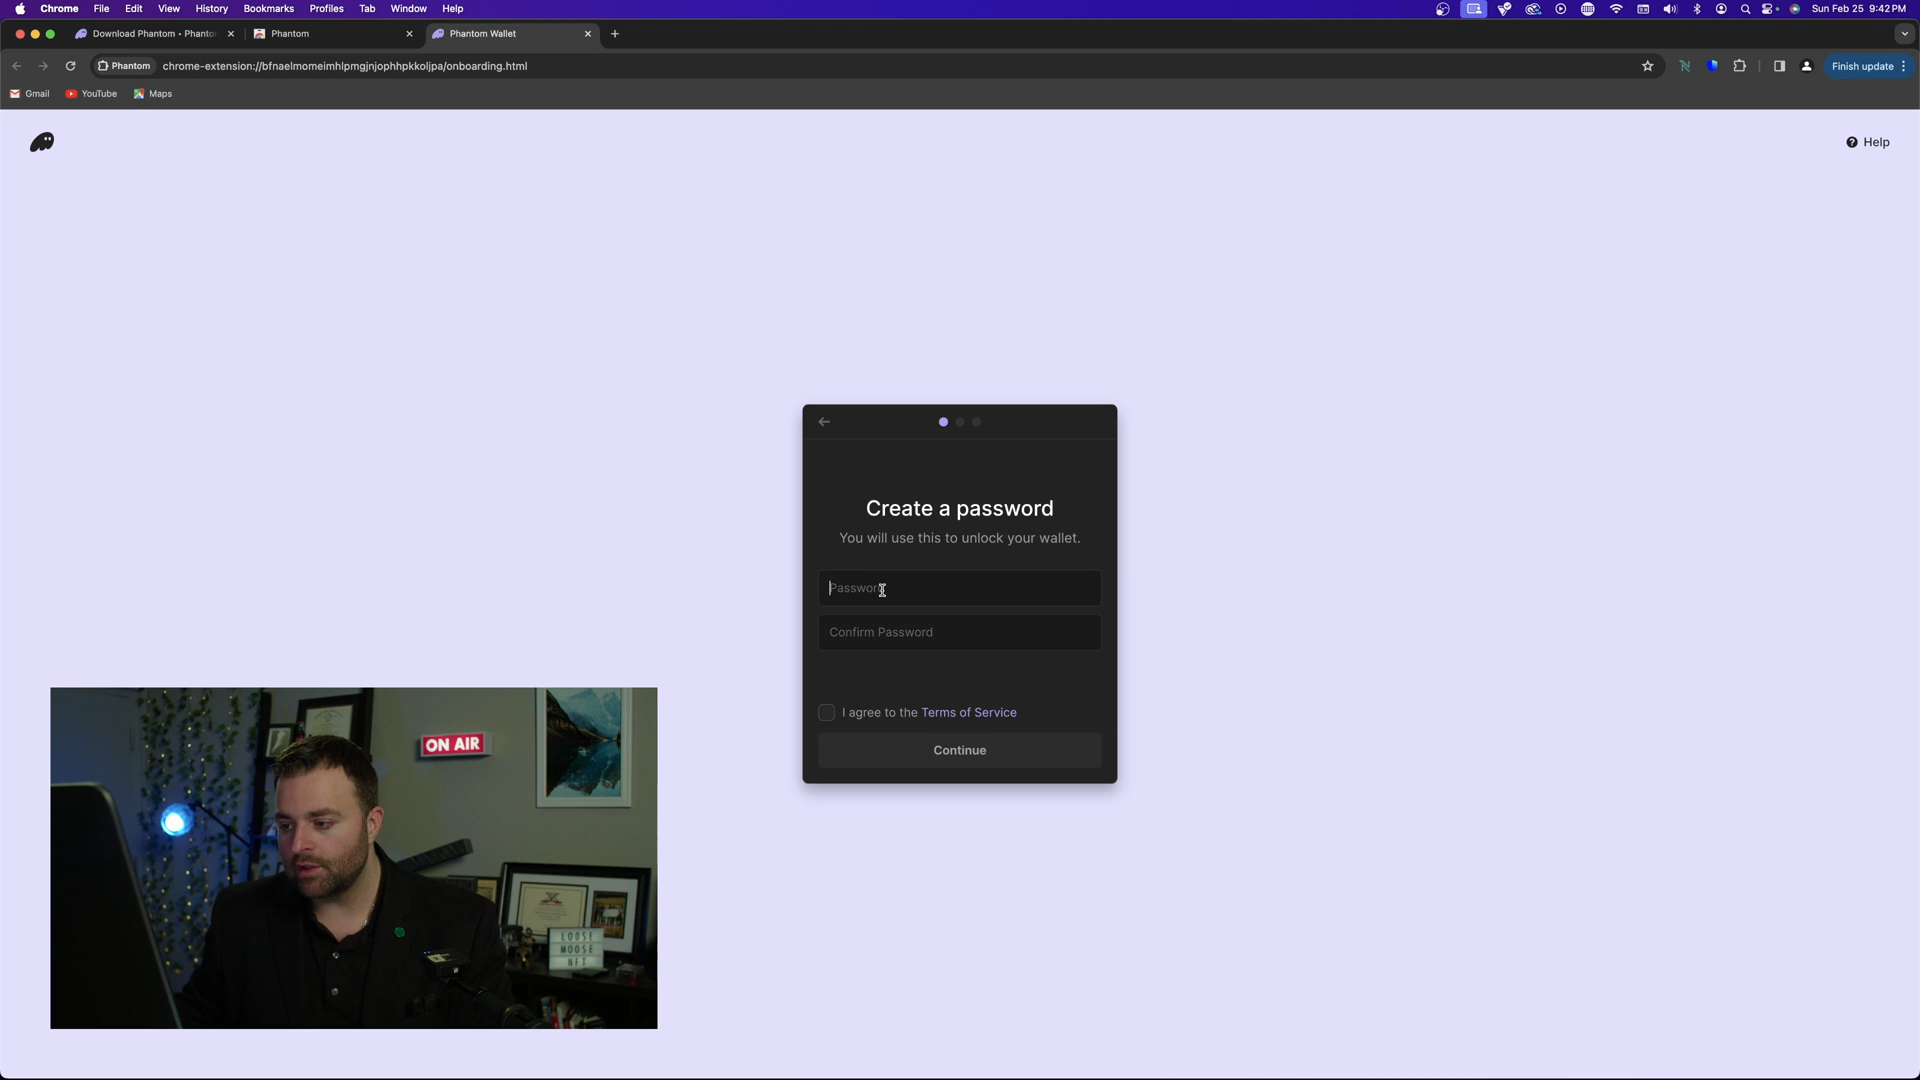 Chrome File Edit View History Bookmarks Profiles Tab Window Help Sun Feb 25 9:42 PM
Download Phantom • Phanto Phantom Phantom Wallet
Phantom chrome-extension://bfnaelmomeimhlpmgjnjophhpkkoljpa/onboarding.html Finish update
Gmail YouTube Maps
Help
Create a password
You will use this to unlock your wallet.
Password
Confirm Password
I agree to the Terms of Service
Continue
ON AIR
LOOSE
MOOSE
NFT